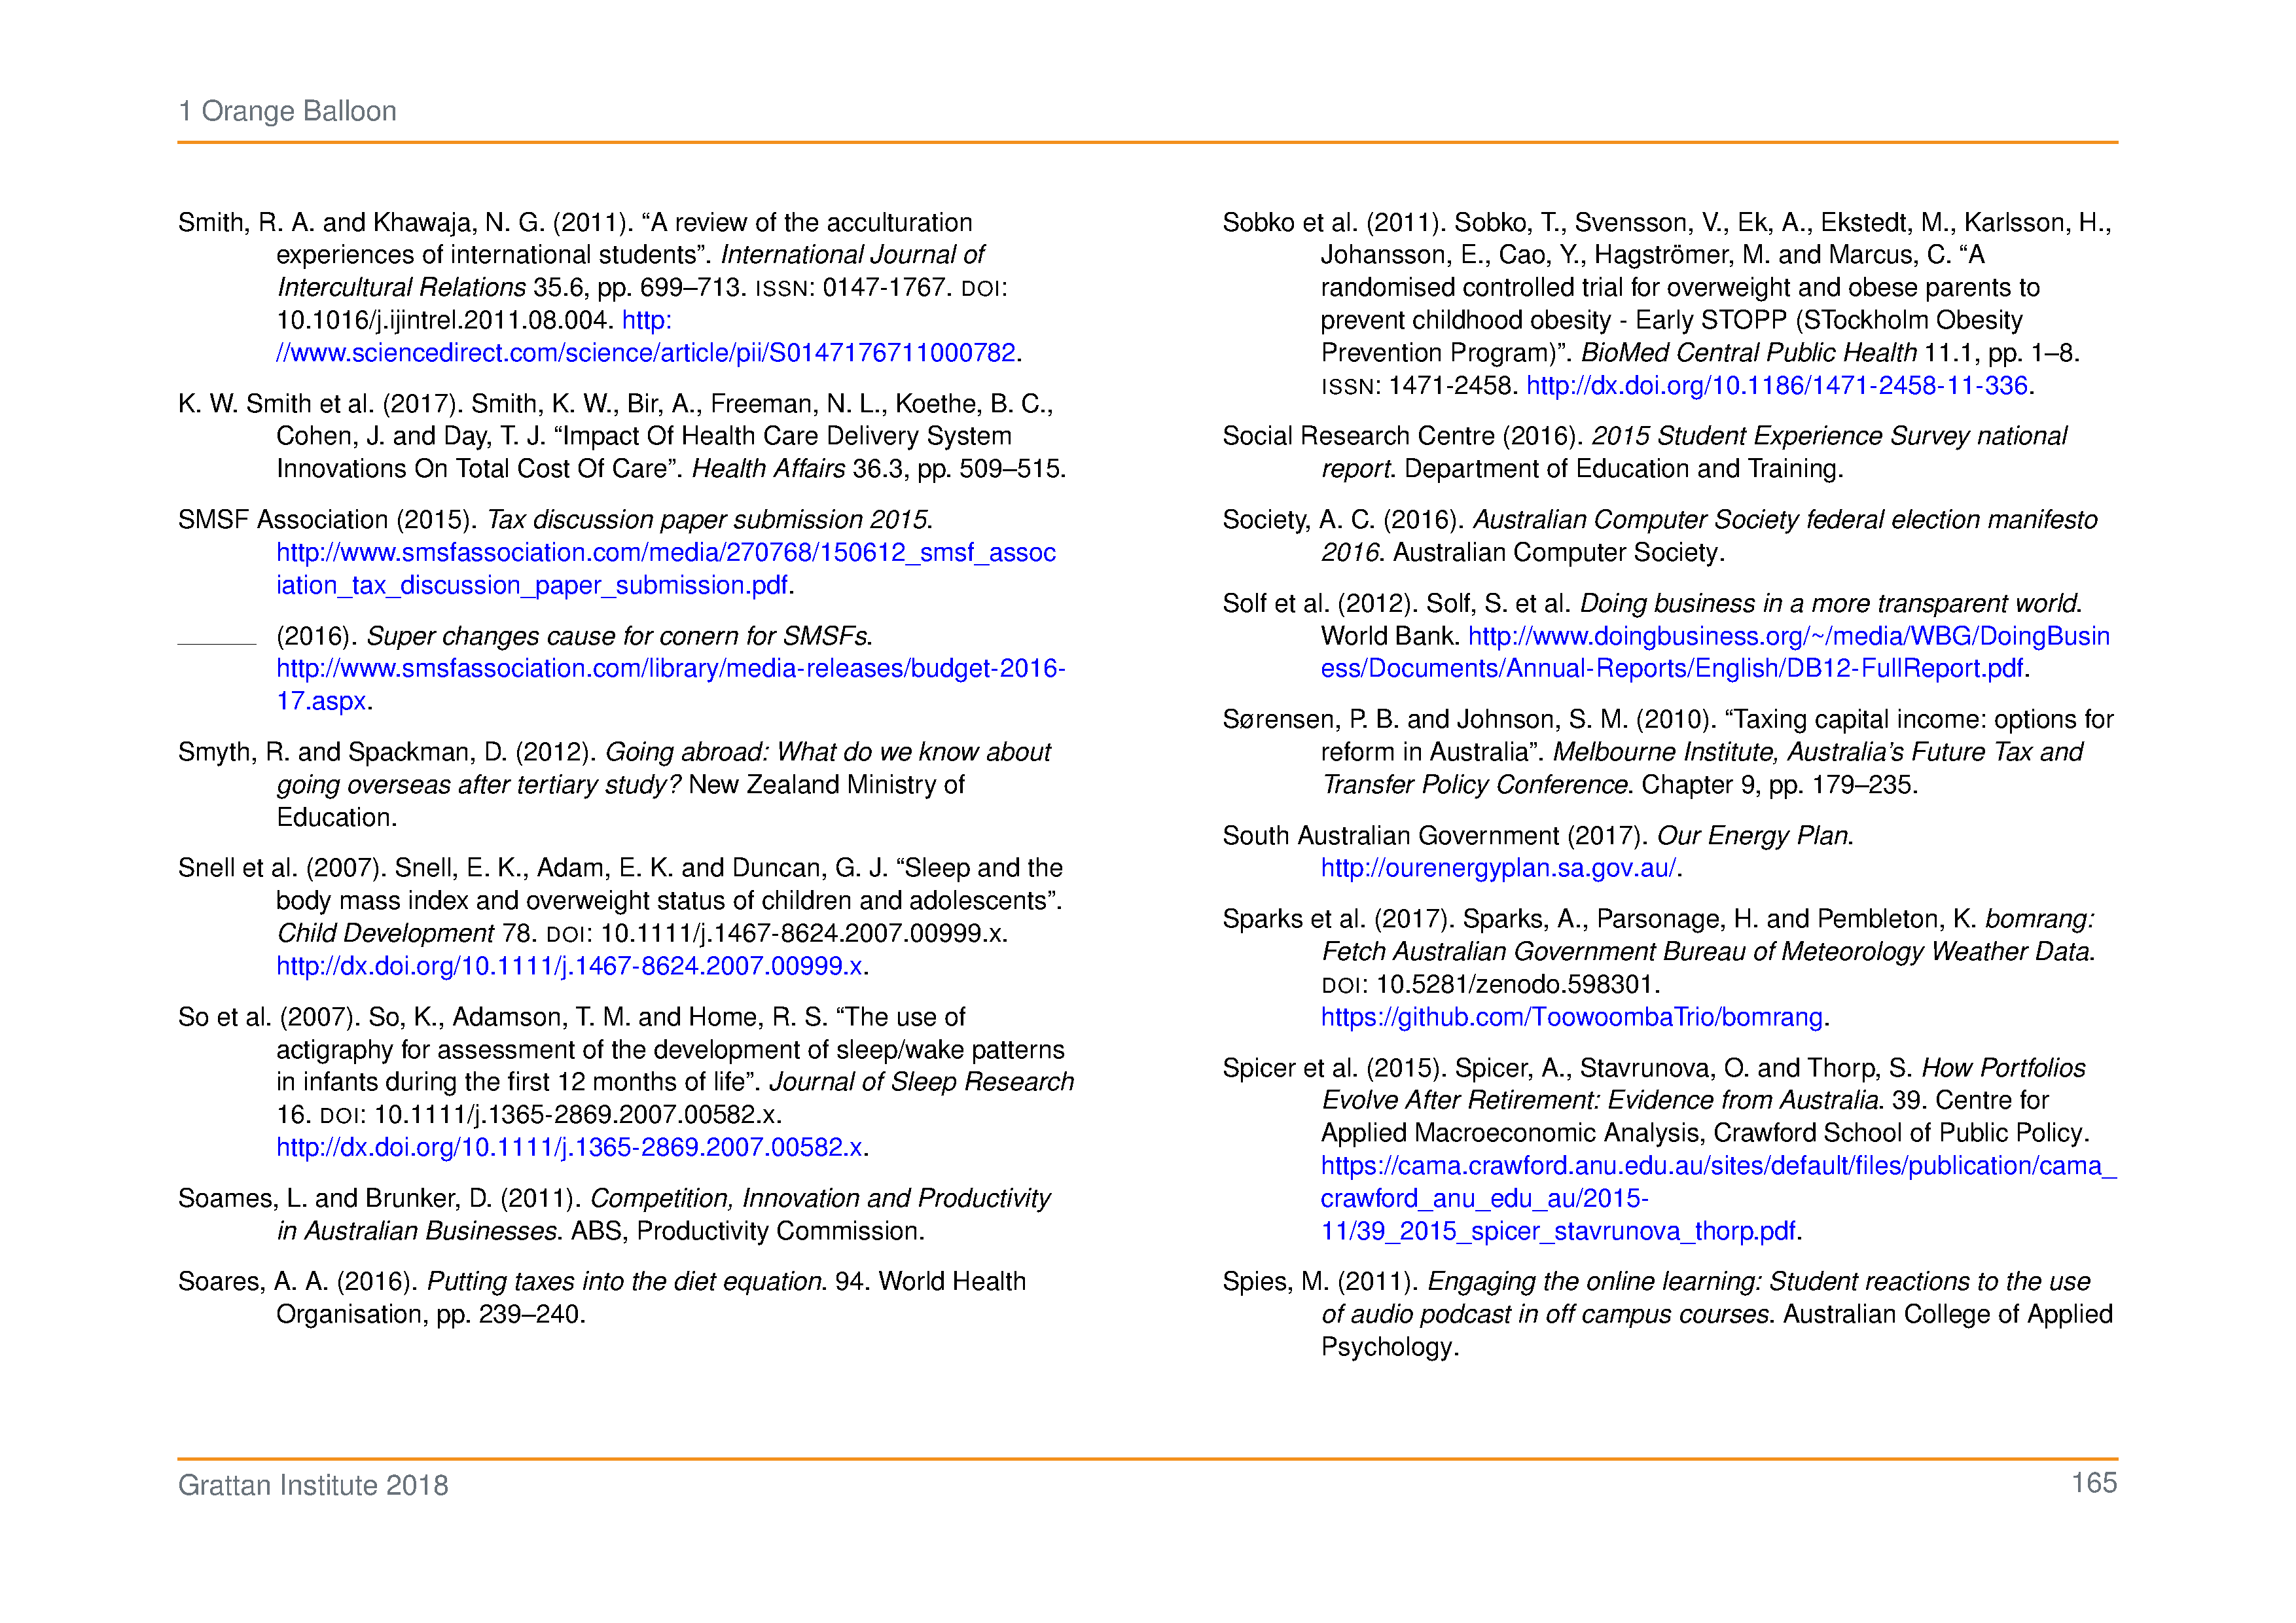 1 Orange Balloon
Smith, R. A. and Khawaja, N. G. (2011). “A review of the acculturation
experiences of international students”. International Journal of
Intercultural Relations 35.6, pp. 699–713. ISSN: 0147-1767. DOI:
10.1016/j.ijintrel.2011.08.004. http:
//www.sciencedirect.com/science/article/pii/S0147176711000782.
K. W. Smith et al. (2017). Smith, K. W., Bir, A., Freeman, N. L., Koethe, B. C.,
Cohen, J. and Day, T. J. “Impact Of Health Care Delivery System
Innovations On Total Cost Of Care”. Health Affairs 36.3, pp. 509–515.
SMSF Association (2015). Tax discussion paper submission 2015.
http://www.smsfassociation.com/media/270768/150612_smsf_assoc
iation_tax_discussion_paper_submission.pdf.
(2016). Super changes cause for conern for SMSFs.
http://www.smsfassociation.com/library/media-releases/budget-2016-
17.aspx.
Smyth, R. and Spackman, D. (2012). Going abroad: What do we know about
going overseas after tertiary study? New Zealand Ministry of
Education.
Snell et al. (2007). Snell, E. K., Adam, E. K. and Duncan, G. J. “Sleep and the
body mass index and overweight status of children and adolescents”.
Child Development 78. DOI: 10.1111/j.1467-8624.2007.00999.x.
http://dx.doi.org/10.1111/j.1467-8624.2007.00999.x.
So et al. (2007). So, K., Adamson, T. M. and Home, R. S. “The use of
actigraphy for assessment of the development of sleep/wake patterns
in infants during the first 12 months of life”. Journal of Sleep Research
16. DOI: 10.1111/j.1365-2869.2007.00582.x.
http://dx.doi.org/10.1111/j.1365-2869.2007.00582.x.
Soames, L. and Brunker, D. (2011). Competition, Innovation and Productivity
in Australian Businesses. ABS, Productivity Commission.
Soares, A. A. (2016). Putting taxes into the diet equation. 94. World Health
Organisation, pp. 239–240.
Sobko et al. (2011). Sobko, T., Svensson, V., Ek, A., Ekstedt, M., Karlsson, H.,
Johansson, E., Cao, Y., Hagströmer, M. and Marcus, C. “A
randomised controlled trial for overweight and obese parents to
prevent childhood obesity - Early STOPP (STockholm Obesity
Prevention Program)”. BioMed Central Public Health 11.1, pp. 1–8.
ISSN: 1471-2458. http://dx.doi.org/10.1186/1471-2458-11-336.
Social Research Centre (2016). 2015 Student Experience Survey national
report. Department of Education and Training.
Society, A. C. (2016). Australian Computer Society federal election manifesto
2016. Australian Computer Society.
Solf et al. (2012). Solf, S. et al. Doing business in a more transparent world.
World Bank. http://www.doingbusiness.org/~/media/WBG/DoingBusin
ess/Documents/Annual-Reports/English/DB12-FullReport.pdf.
Sørensen, P. B. and Johnson, S. M. (2010). “Taxing capital income: options for
reform in Australia”. Melbourne Institute, Australia’s Future Tax and
Transfer Policy Conference. Chapter 9, pp. 179–235.
South Australian Government (2017). Our Energy Plan.
http://ourenergyplan.sa.gov.au/.
Sparks et al. (2017). Sparks, A., Parsonage, H. and Pembleton, K. bomrang:
Fetch Australian Government Bureau of Meteorology Weather Data.
DOI: 10.5281/zenodo.598301.
https://github.com/ToowoombaTrio/bomrang.
Spicer et al. (2015). Spicer, A., Stavrunova, O. and Thorp, S. How Portfolios
Evolve After Retirement: Evidence from Australia. 39. Centre for
Applied Macroeconomic Analysis, Crawford School of Public Policy.
https://cama.crawford.anu.edu.au/sites/default/files/publication/cama_
crawford_anu_edu_au/2015-
11/39_2015_spicer_stavrunova_thorp.pdf.
Spies, M. (2011). Engaging the online learning: Student reactions to the use
of audio podcast in off campus courses. Australian College of Applied
Psychology.
Grattan Institute 2018
165